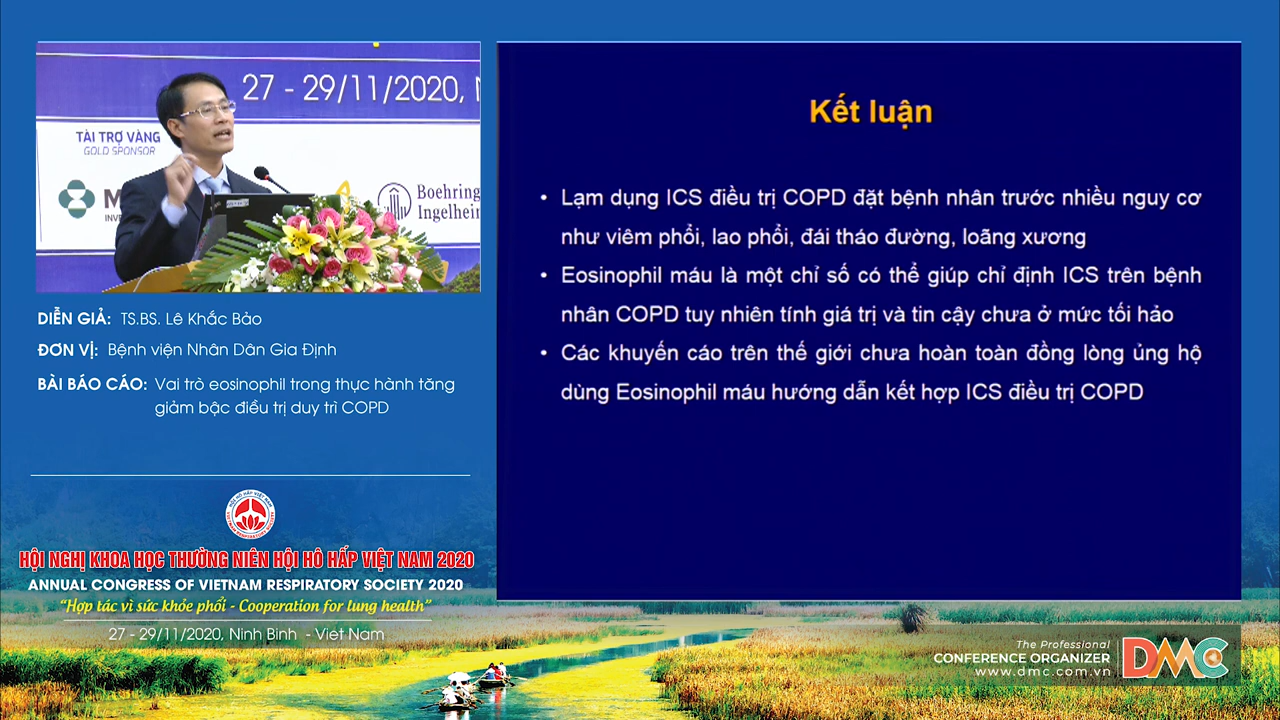 27 - 29/11/2020,
TÀI TRỢ VÀNG
GOLD SPONSOR
Boehring
Ingelheim
DIỄN GIẢ: TS.BS. Lê Khắc Bảo
ĐƠN VỊ: Bệnh viện Nhân Dân Gia Định
BÀI BÁO CÁO: Vai trò eosinophil trong thực hành tăng
giảm bậc điều trị duy trì COPD
HỘI NGHỊ KHOA HỌC THƯỜNG NIÊN HỘI HÔ HẤP VIỆT NAM 2020
ANNUAL CONGRESS OF VIETNAM RESPIRATORY SOCIETY 2020
“Hợp tác vì sức khỏe phổi - Cooperation for lung health”
27 - 29/11/2020, Ninh Binh - Viet Nam
Kết luận
• Lạm dụng ICS điều trị COPD đặt bệnh nhân trước nhiều nguy cơ
như viêm phổi, lao phổi, đái tháo đường, loãng xương
• Eosinophil máu là một chỉ số có thể giúp chỉ định ICS trên bệnh
nhân COPD tuy nhiên tính giá trị và tin cậy chưa ở mức tối hảo
• Các khuyến cáo trên thế giới chưa hoàn toàn đồng lòng ủng hộ
dùng Eosinophil máu hướng dẫn kết hợp ICS điều trị COPD
The Professional
CONFERENCE ORGANIZER
www.dmc.com.vn
DMC